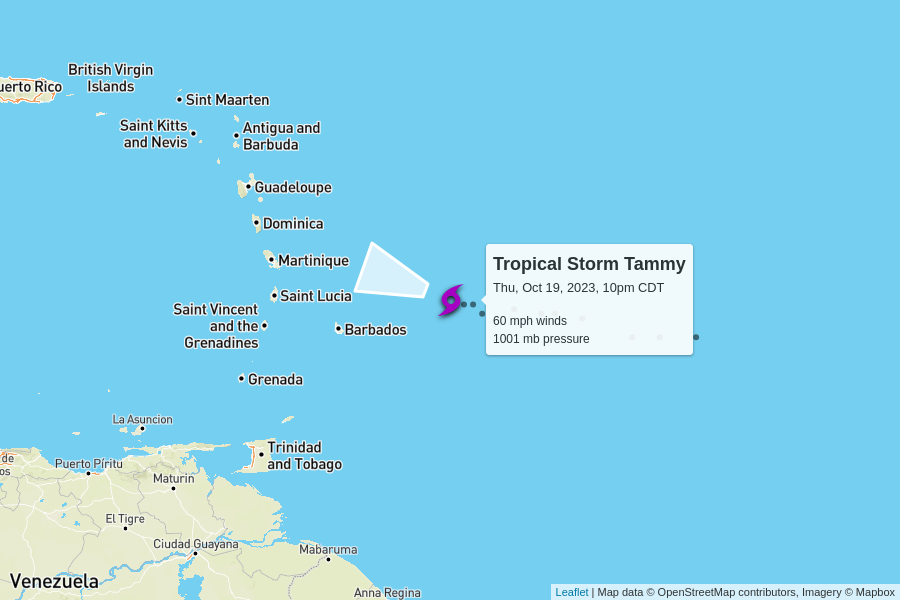 British Virgin
Islands
uerto Rico
Sint Maarten
Saint Kitts
and Nevis
Antigua and
Barbuda
Guadeloupe
Dominica
Martinique
Saint Lucia
Saint Vincent
and the
Grenadines
Barbados
Grenada
Tropical Storm Tammy
Thu, Oct 19, 2023, 10pm CDT
60 mph winds
1001 mb pressure
La Asuncion
Trinidad
and Tobago
de
os
Puerto Píritu
Maturin
El Tigre
Ciudad Guayana
Mabaruma
Venezuela
Anna Regina
Leaflet | Map data © OpenStreetMap contributors, Imagery © Mapbox